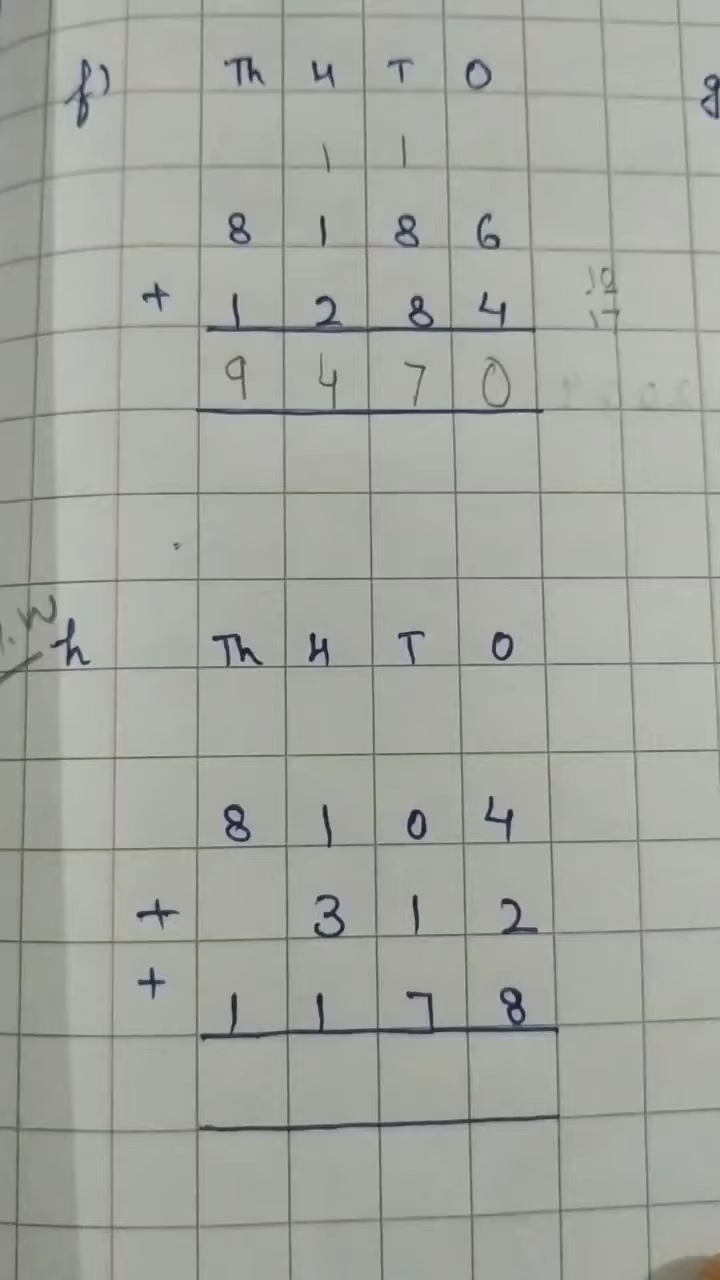 f) Th H T O g
1 1
8 1 8 6
+ 1 2 8 4
9 4 7 0
h Th H T O
8 1 0 4
+ 3 1 2
+ 1 1 7 8